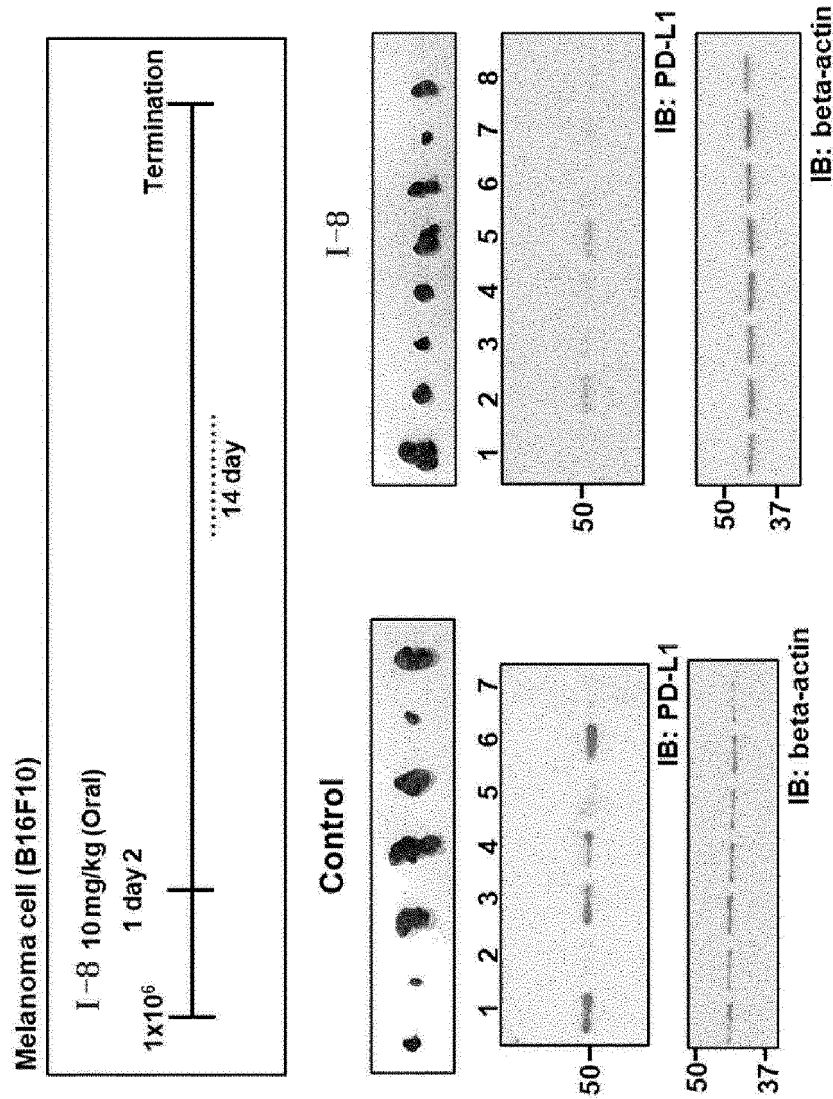 Melanoma cell (B16F10)
I-8 10mg/kg (Oral)
1x10⁶
1 day 2
14 day
Termination
Control
1 2 3 4 5 6 7
50
IB: PD-L1
50
37
IB: beta-actin
I-8
1 2 3 4 5 6 7 8
50
IB: PD-L1
50
37
IB: beta-actin